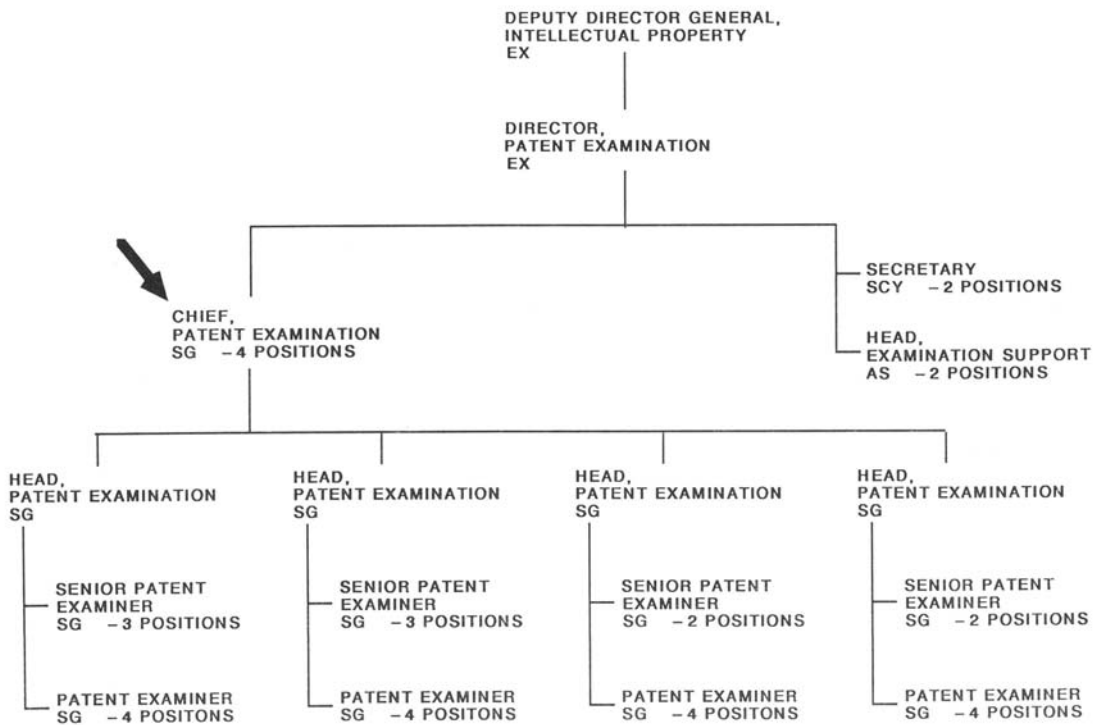 DEPUTY DIRECTOR GENERAL,
INTELLECTUAL PROPERTY
EX
DIRECTOR,
PATENT EXAMINATION
EX
SECRETARY
SCY -2 POSITIONS
CHIEF,
PATENT EXAMINATION
SG -4 POSITIONS
HEAD,
EXAMINATION SUPPORT
AS -2 POSITIONS
HEAD,
PATENT EXAMINATION
SG
SENIOR PATENT
EXAMINER
SG -3 POSITIONS
PATENT EXAMINER
SG -4 POSITONS
HEAD,
PATENT EXAMINATION
SG
SENIOR PATENT
EXAMINER
SG -3 POSITIONS
PATENT EXAMINER
SG -4 POSITONS
HEAD,
PATENT EXAMINATION
SG
SENIOR PATENT
EXAMINER
SG -2 POSITIONS
PATENT EXAMINER
SG -4 POSITONS
HEAD,
PATENT EXAMINATION
SG
SENIOR PATENT
EXAMINER
SG -2 POSITIONS
PATENT EXAMINER
SG -4 POSITONS